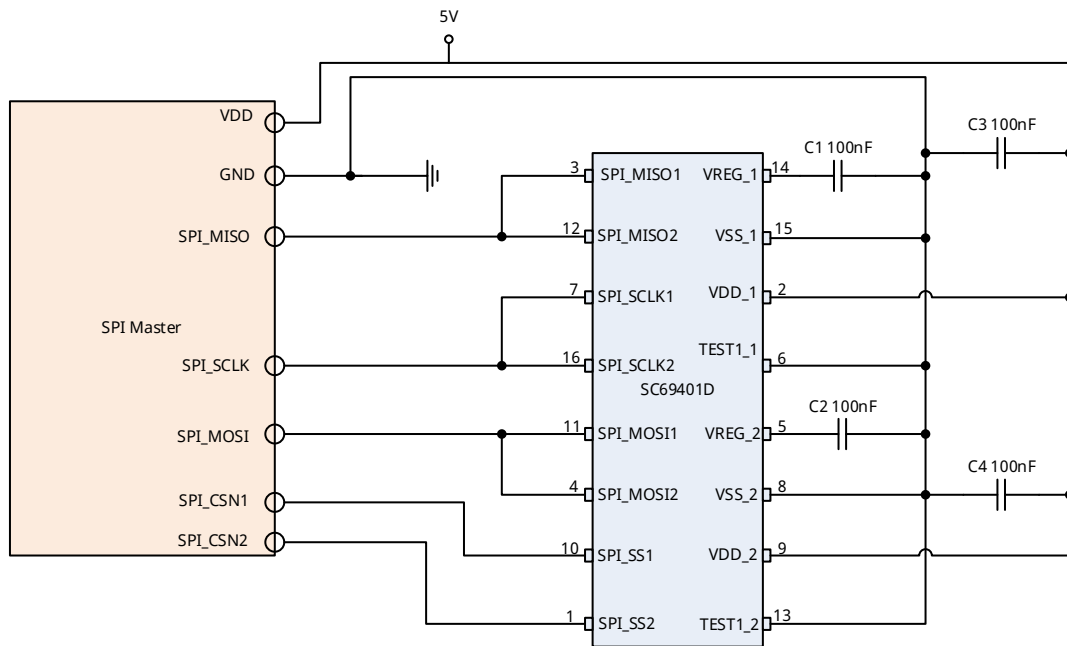 5V
VDD
GND
SPI_MISO
SPI Master
SPI_SCLK
SPI_MOSI
SPI_CSN1
SPI_CSN2
3 SPI_MISO1
12 SPI_MISO2
7 SPI_SCLK1
16 SPI_SCLK2
SC69401D
11 SPI_MOSI1
4 SPI_MOSI2
10 SPI_SS1
1 SPI_SS2
VREG_1 14
VSS_1 15
VDD_1 2
TEST1_1 6
VREG_2 5
VSS_2 8
VDD_2 9
TEST1_2 13
C1 100nF
C3 100nF
C2 100nF
C4 100nF